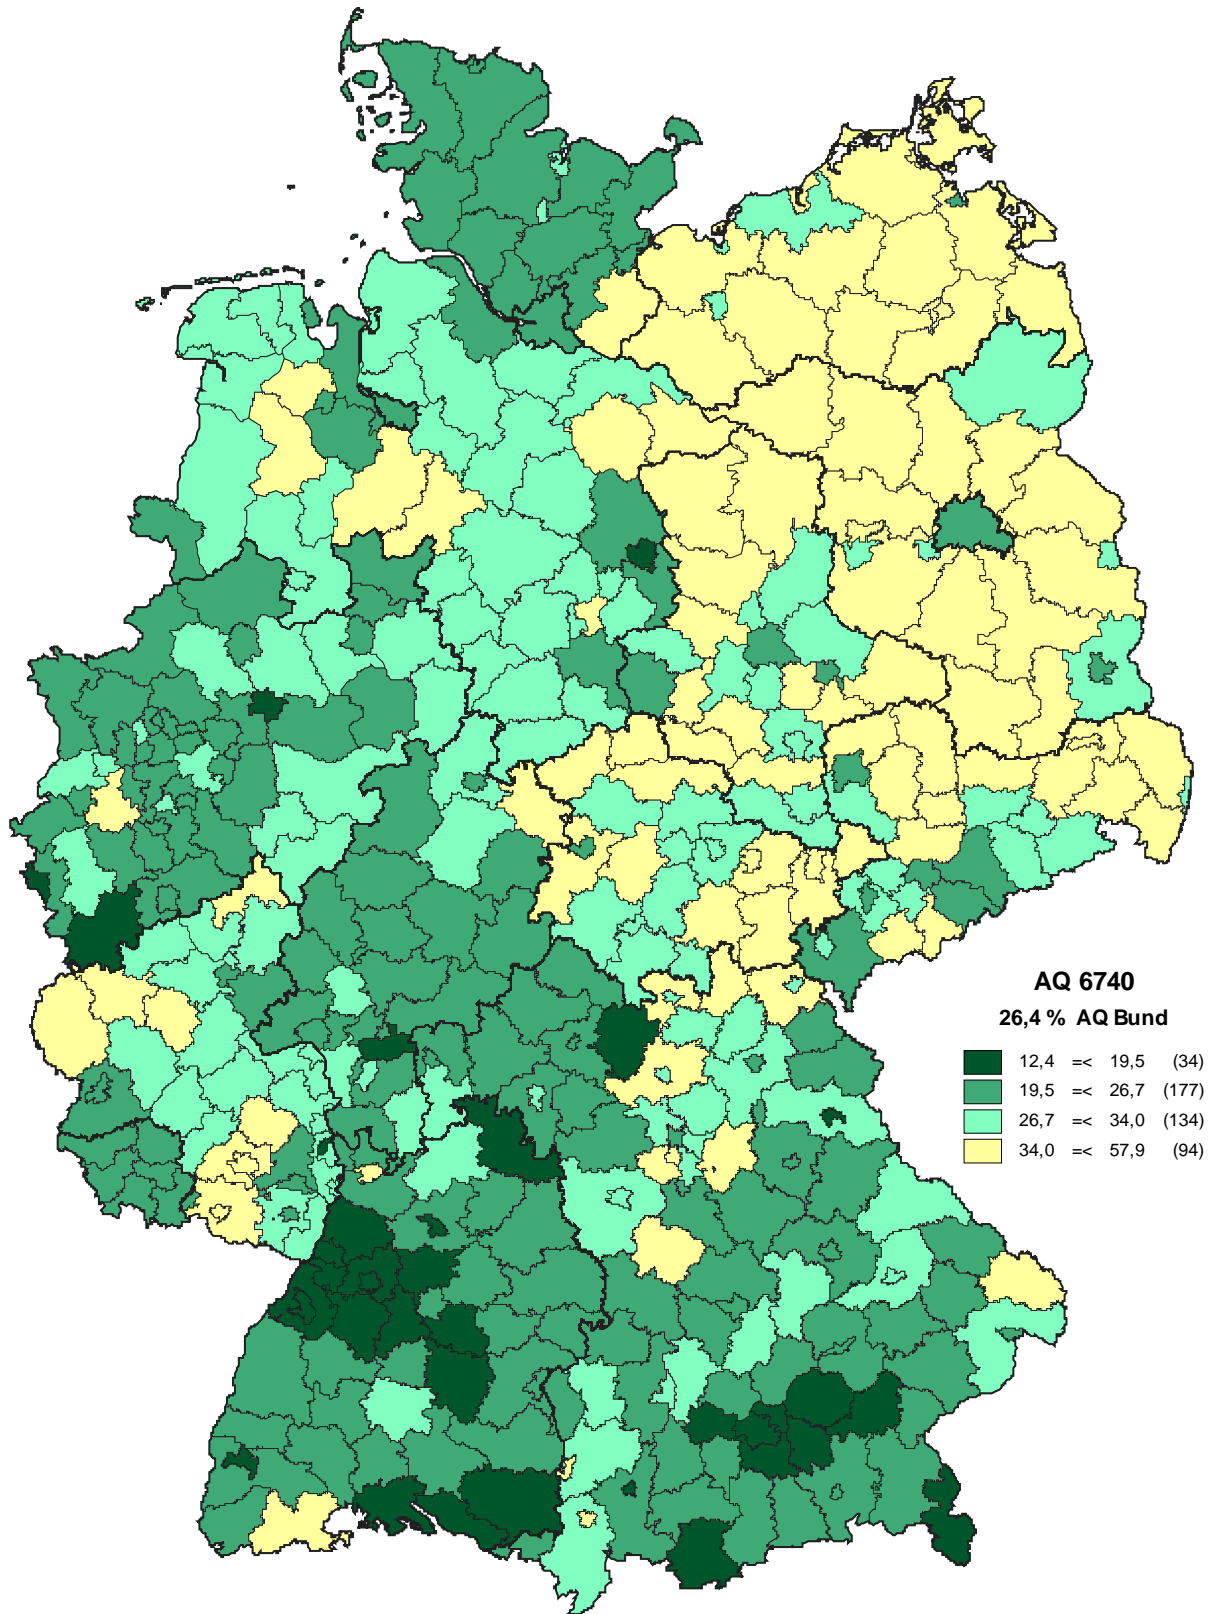 AQ 6740
26,4 % AQ Bund
12,4 =< 19,5 (34)
19,5 =< 26,7 (177)
26,7 =< 34,0 (134)
34,0 =< 57,9 (94)